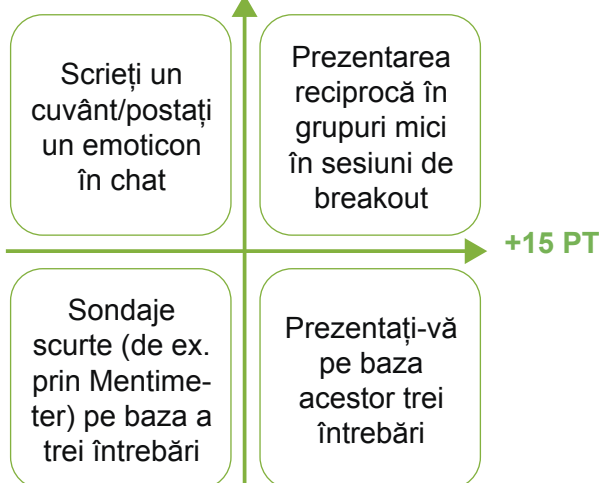 Scrieți un
cuvânt/postați
un emoticon
în chat
Prezentarea
reciprocă în
grupuri mici
în sesiuni de
breakout
+15 PT
Sondaje
scurte (de ex.
prin Mentime-
ter) pe baza a
trei întrebări
Prezentați-vă
pe baza
acestor trei
întrebări